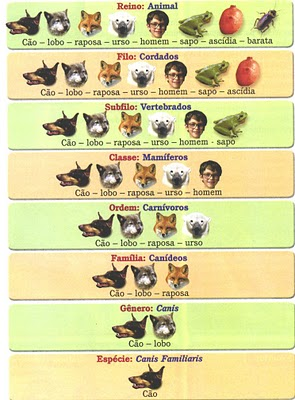 Reino: Animal
Cão – lobo – raposa – urso – homem – sapo – ascídia – barata
Filo: Cordados
Cão – lobo – raposa – urso – homem - sapo – ascídia
Subfilo: Vertebrados
Cão – lobo – raposa – urso – homem - sapo
Classe: Mamíferos
Cão – lobo – raposa – urso – homem
Ordem: Carnívoros
Cão – lobo – raposa – urso
Família: Canídeos
Cão – lobo – raposa
Gênero: Canis
Cão – lobo
Espécie: Canis Familiaris
Cão